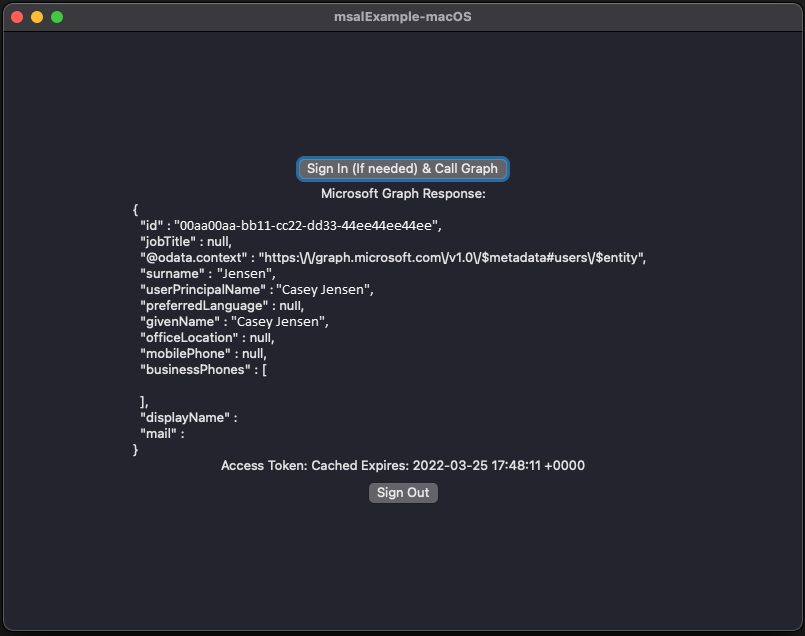 msalExample-macOS
Sign In (If needed) & Call Graph
Microsoft Graph Response:
{
"id" : "00aa00aa-bb11-cc22-dd33-44ee44ee44ee",
"jobTitle" : null,
"@odata.context" : "https:\/\/graph.microsoft.com\/v1.0\/$metadata#users\/$entity",
"surname" : "Jensen",
"userPrincipalName" : "Casey Jensen",
"preferredLanguage" : null,
"givenName" : "Casey Jensen",
"officeLocation" : null,
"mobilePhone" : null,
"businessPhones" : [
],
"displayName" :
"mail" :
}
Access Token: Cached Expires: 2022-03-25 17:48:11 +0000
Sign Out